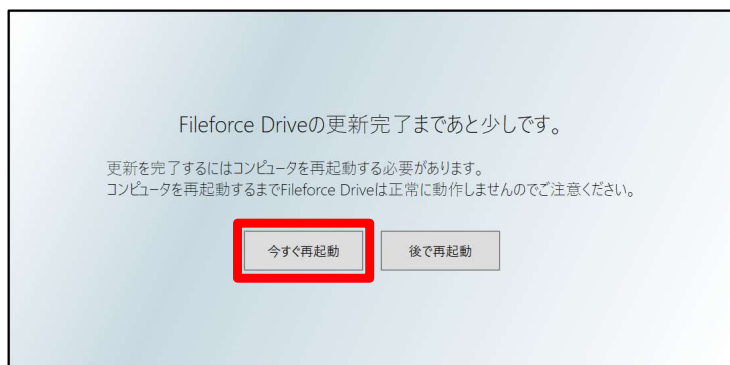 Fileforce Driveの更新完了まであと少しです。
更新を完了するにはコンピュータを再起動する必要があります。
コンピュータを再起動するまでFileforce Driveは正常に動作しませんのでご注意ください。
今すぐ再起動 後で再起動